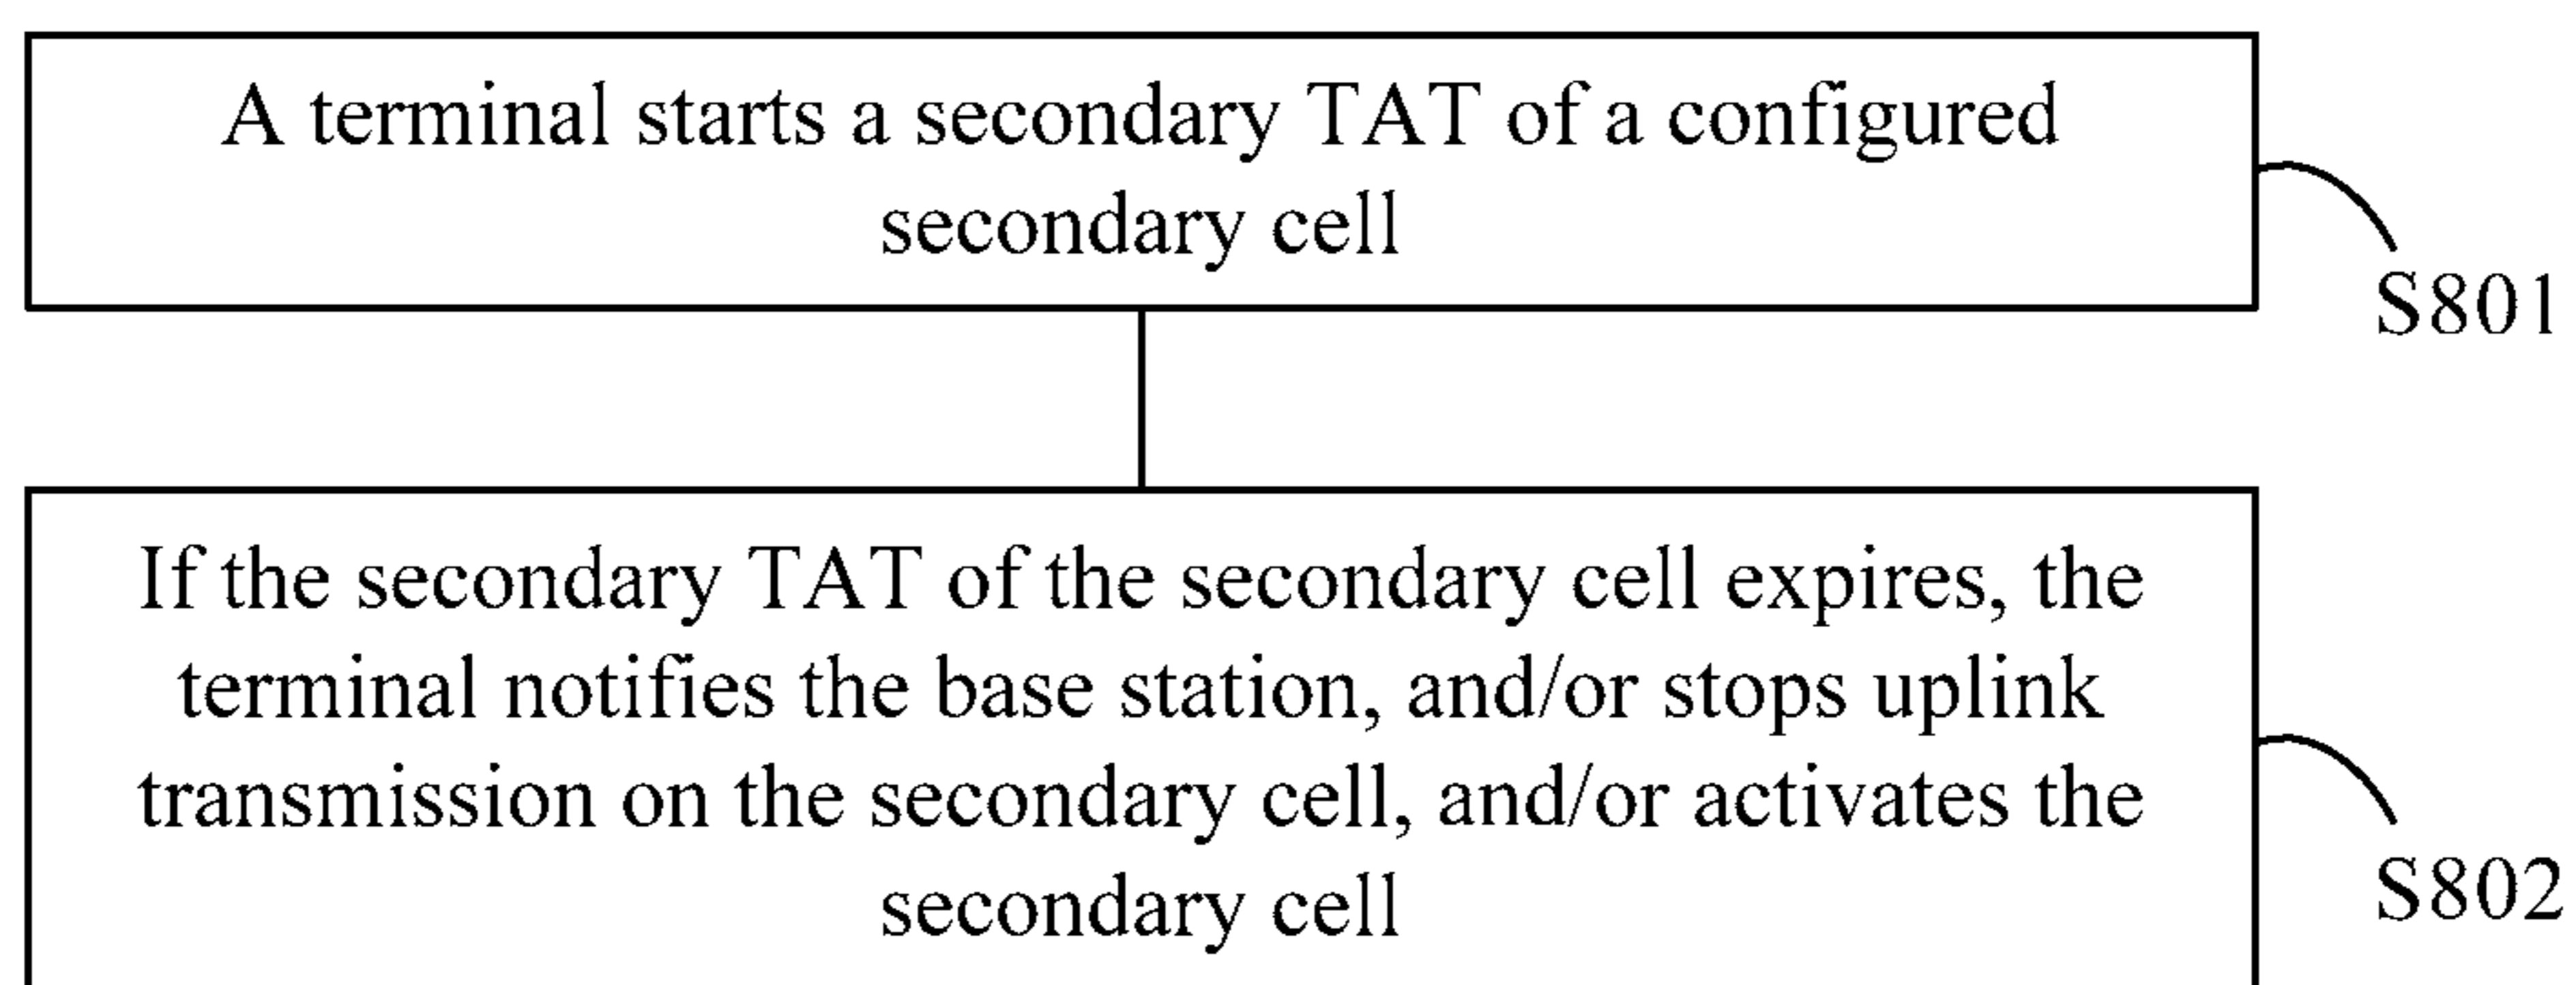 A terminal starts a secondary TAT of a configured
secondary cell
S801
If the secondary TAT of the secondary cell expires, the
terminal notifies the base station, and/or stops uplink
transmission on the secondary cell, and/or activates the
secondary cell
S802